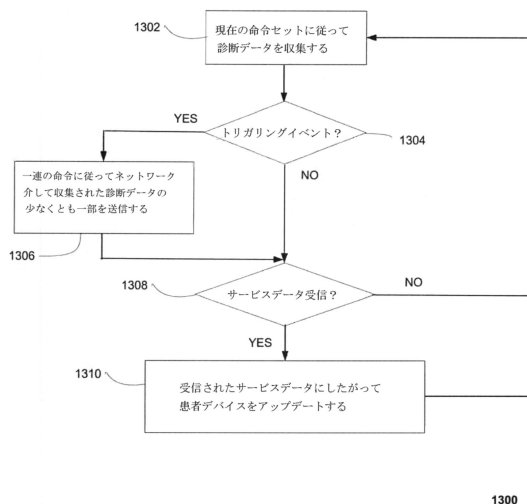 1302
現在の命令セットに従って
診断データを収集する
YES
トリガリングイベント？
1304
一連の命令に従ってネットワーク
介して収集された診断データの
少なくとも一部を送信する
NO
1306
1308
サービスデータ受信？
NO
YES
1310
受信されたサービスデータにしたがって
患者デバイスをアップデートする
1300